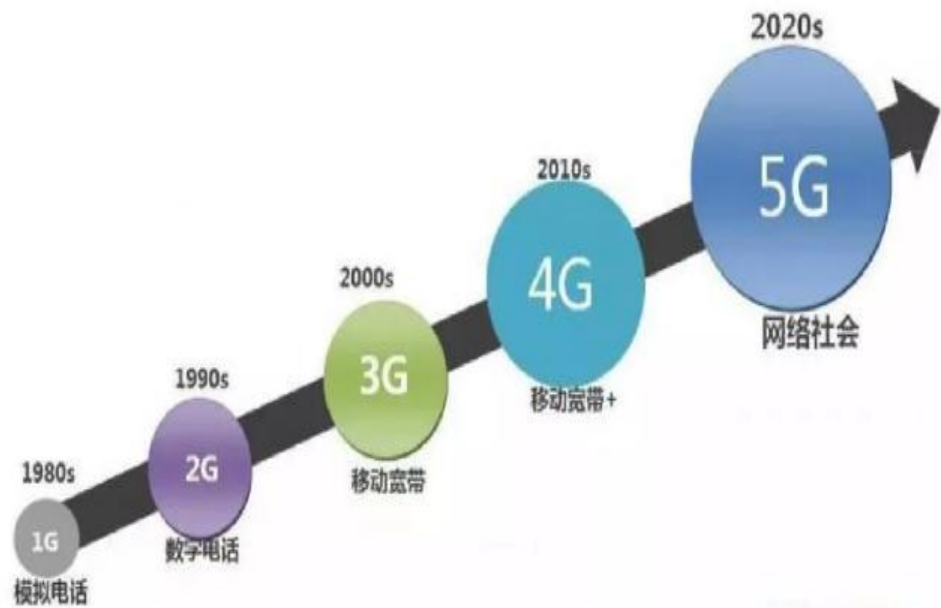 1980s
1G
模拟电话
1990s
2G
数字电话
2000s
3G
移动宽带
2010s
4G
移动宽带+
2020s
5G
网络社会